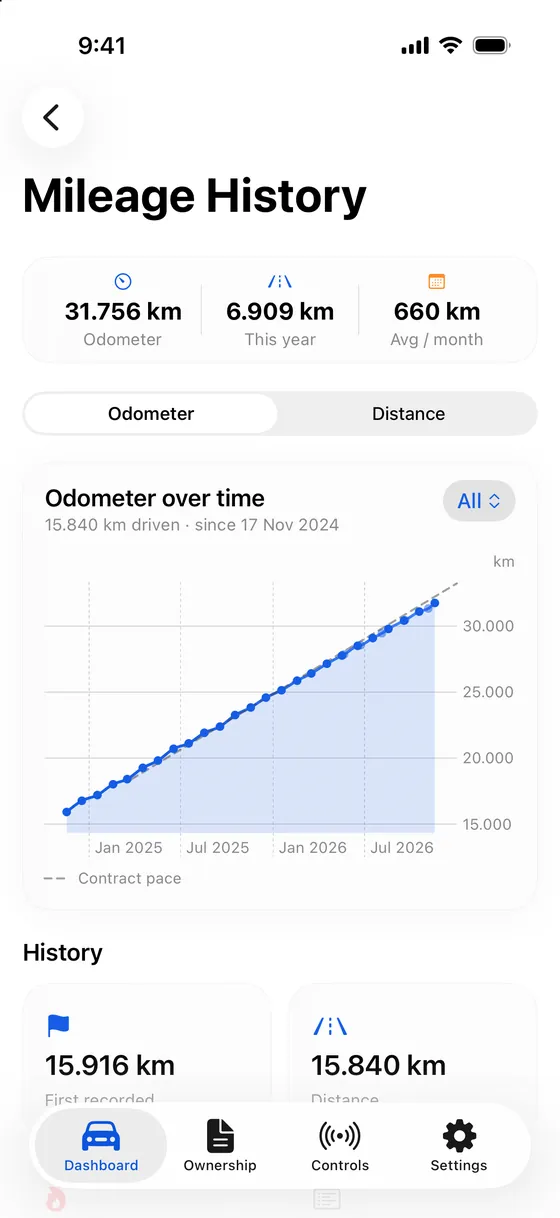 9:41
Mileage History
31.756 km
Odometer
6.909 km
This year
660 km
Avg / month
Odometer
Distance
Odometer over time
15.840 km driven · since 17 Nov 2024
All
km
30.000
25.000
20.000
15.000
Jan 2025
Jul 2025
Jan 2026
Jul 2026
Contract pace
History
15.916 km
First recorded
15.840 km
Distance
Dashboard
Ownership
Controls
Settings